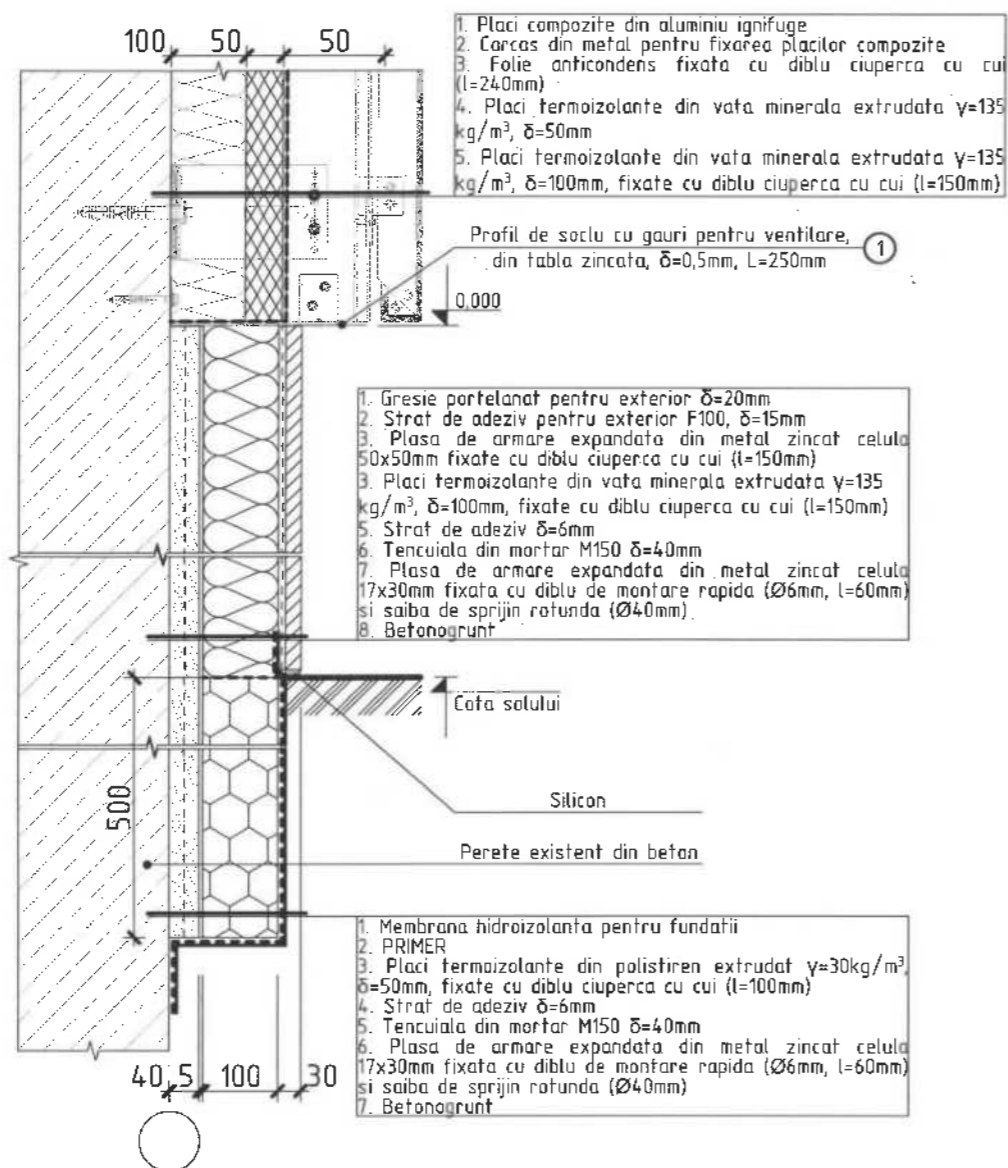 100 50 50
1. Placi compozite din aluminiu ignifuge
2. Carcas din metal pentru fixarea placilor compozite
3. Folie anticondens fixata cu diblu ciuperca cu cui
(l=240mm)
4. Placi termoizolante din vata minerala extrudata γ=135
kg/m³, δ=50mm
5. Placi termoizolante din vata minerala extrudata γ=135
kg/m³, δ=100mm, fixate cu diblu ciuperca cu cui (l=150mm)
Profil de soclu cu gauri pentru ventilare,
din tabla zincata, δ=0,5mm, L=250mm
1
0,000
1. Gresie portelanat pentru exterior δ=20mm
2. Strat de adeziv pentru exterior F100, δ=15mm
3. Plasa de armare expandata din metal zincat celula
50x50mm fixate cu diblu ciuperca cu cui (l=150mm)
3. Placi termoizolante din vata minerala extrudata γ=135
kg/m³, δ=100mm, fixate cu diblu ciuperca cu cui (l=150mm)
5. Strat de adeziv δ=6mm
6. Tencuiala din mortar M150 δ=40mm
7. Plasa de armare expandata din metal zincat celula
17x30mm fixata cu diblu de montare rapida (Ø6mm, l=60mm)
si saiba de sprijin rotunda (Ø40mm)
8. Betonogrunt
Cota solului
Silicon
500
Perete existent din beton
1. Membrana hidroizolanta pentru fundatii
2. PRIMER
3. Placi termoizolante din polistiren extrudat γ=30kg/m³,
δ=50mm, fixate cu diblu ciuperca cu cui (l=100mm)
4. Strat de adeziv δ=6mm
5. Tencuiala din mortar M150 δ=40mm
6. Plasa de armare expandata din metal zincat celula
17x30mm fixata cu diblu de montare rapida (Ø6mm, l=60mm)
si saiba de sprijin rotunda (Ø40mm)
7. Betonogrunt
40 5 100 30